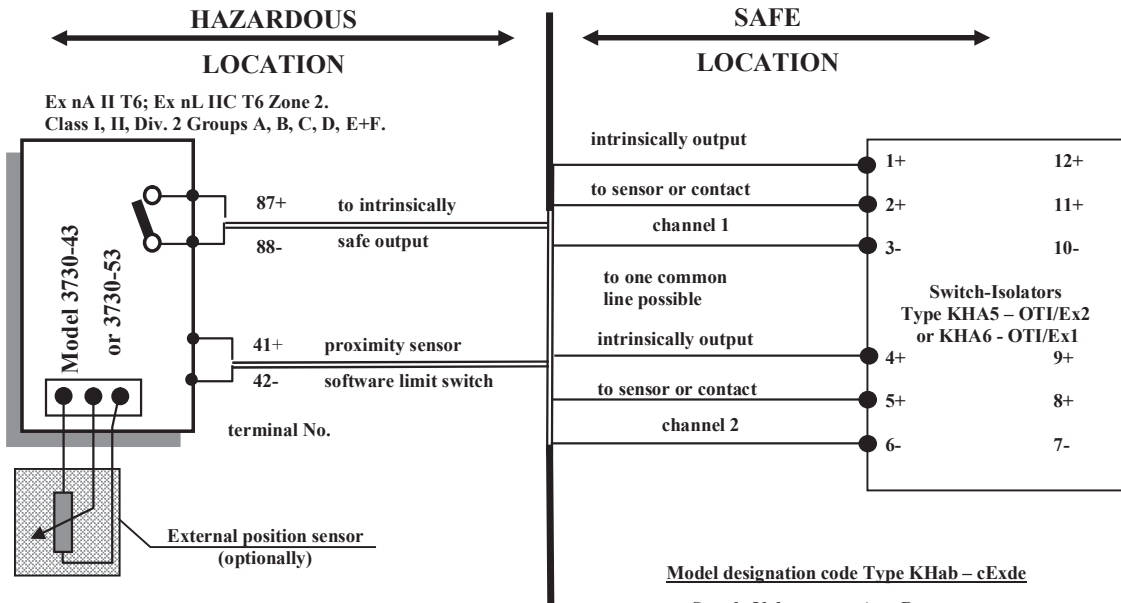 HAZARDOUS
LOCATION
SAFE
LOCATION
Ex nA II T6; Ex nL IIC T6 Zone 2.
Class I, II, Div. 2 Groups A, B, C, D, E+F.
87+ to intrinsically
88- safe output
Model 3730-43
or 3730-53
41+ proximity sensor
42- software limit switch
terminal No.
External position sensor
(optionally)
intrinsically output
to sensor or contact
channel 1
to one common
line possible
intrinsically output
to sensor or contact
channel 2
1+ 12+
2+ 11+
3- 10-
Switch-Isolators
Type KHA5 – OTI/Ex2
or KHA6 - OTI/Ex1
4+ 9+
5+ 8+
6- 7-
Model designation code Type KHab – cExde